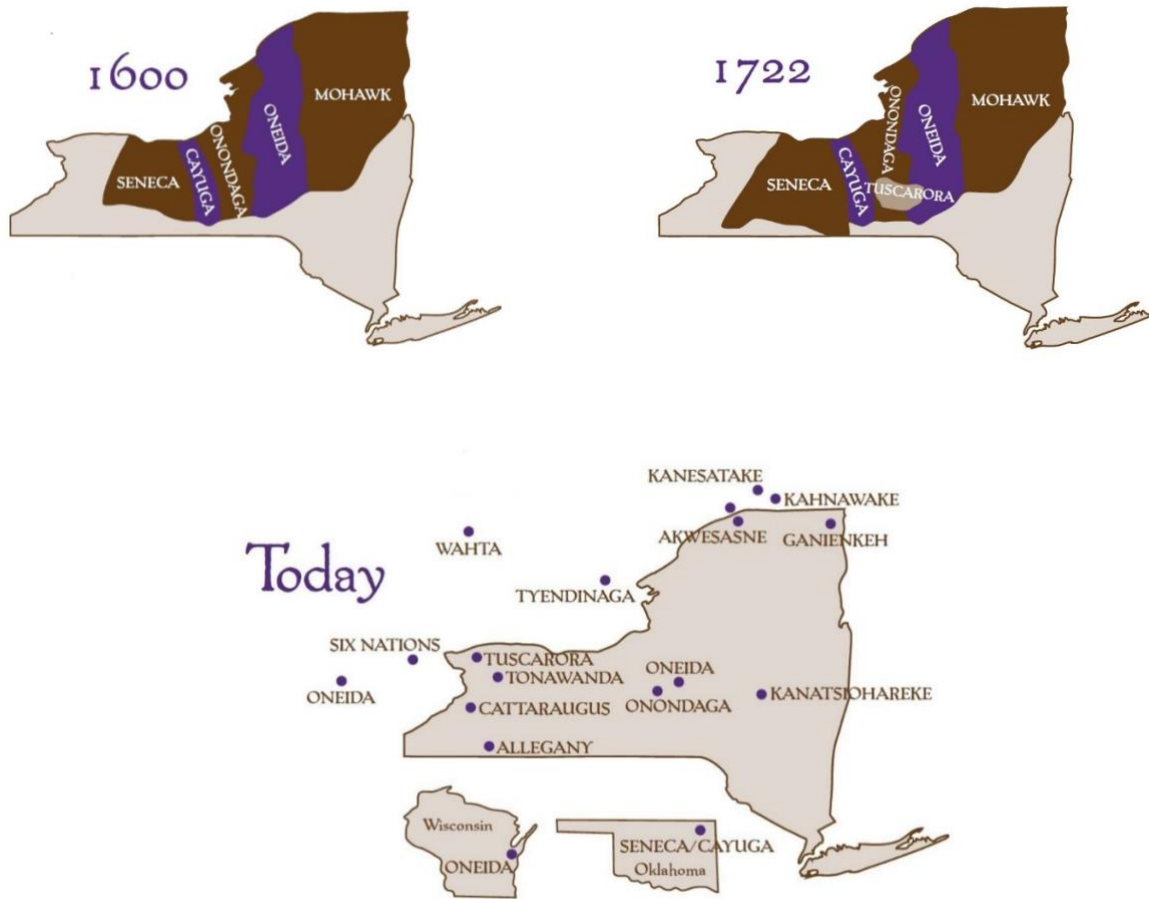 1600
MOHAWK
ONEIDA
ONONDAGA
CAYUGA
SENECA
1722
MOHAWK
ONEIDA
ONONDAGA
CAYUGA
SENECA
TUSCARORA
Today
KANESATAKE
KAHNAWAKE
AKWESASNE
GANIENKEH
WAHTA
TYENDINAGA
SIX NATIONS
ONEIDA
TUSCARORA
TONAWANDA
ONEIDA
ONONDAGA
KANATSIOHAREKE
CATTARAUGUS
ALLEGANY
Wisconsin
ONEIDA
SENECA/CAYUGA
Oklahoma